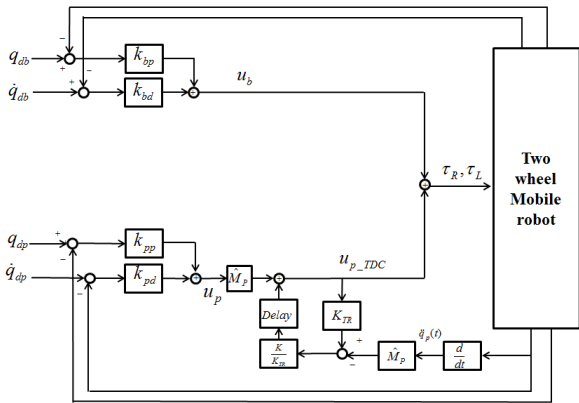 q_db
k_bp
q̇_db
k_bd
u_b
Two
wheel
Mobile
robot
τ_R, τ_L
q_dp
k_pp
q̇_dp
k_pd
u_p
M̂_P
u_p_TDC
Delay
K_TR
K/K_TR
M̂_P
q̈_p(t)
d/dt